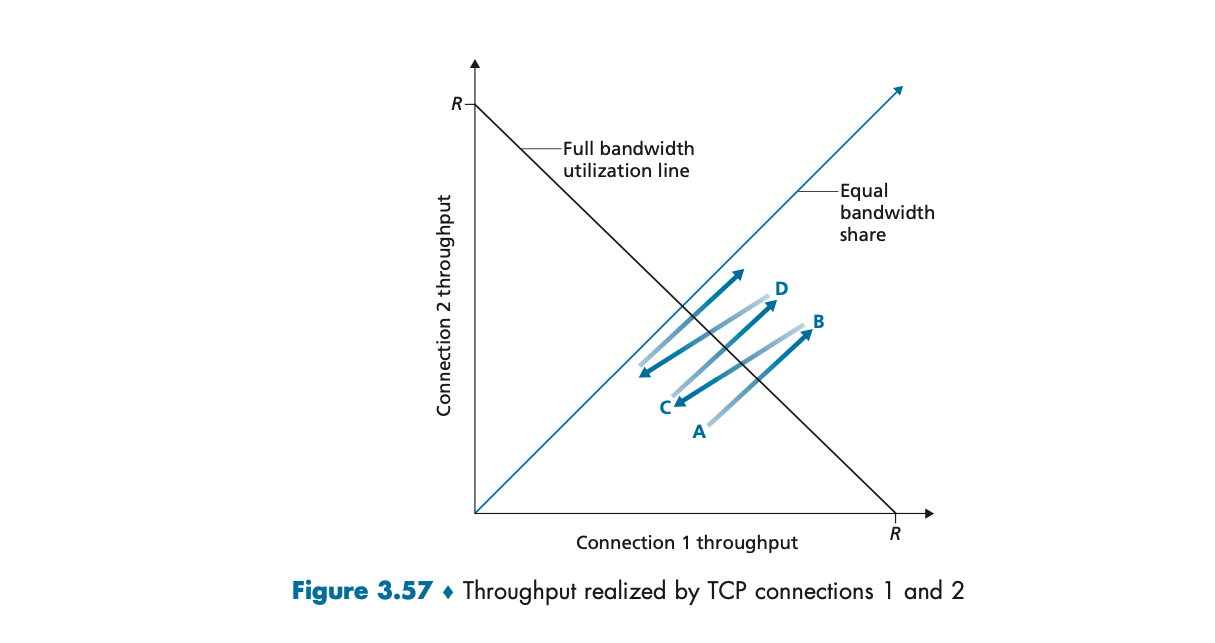 R
Full bandwidth
utilization line
Equal
bandwidth
share
Connection 2 throughput
D
B
C
A
R
Connection 1 throughput
Figure 3.57 ♦ Throughput realized by TCP connections 1 and 2